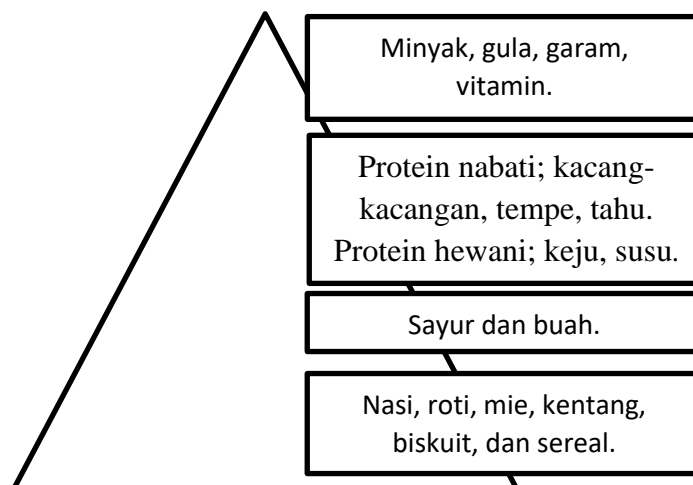 Minyak, gula, garam,
vitamin.
Protein nabati; kacang-
kacangan, tempe, tahu.
Protein hewani; keju, susu.
Sayur dan buah.
Nasi, roti, mie, kentang,
biskuit, dan sereal.